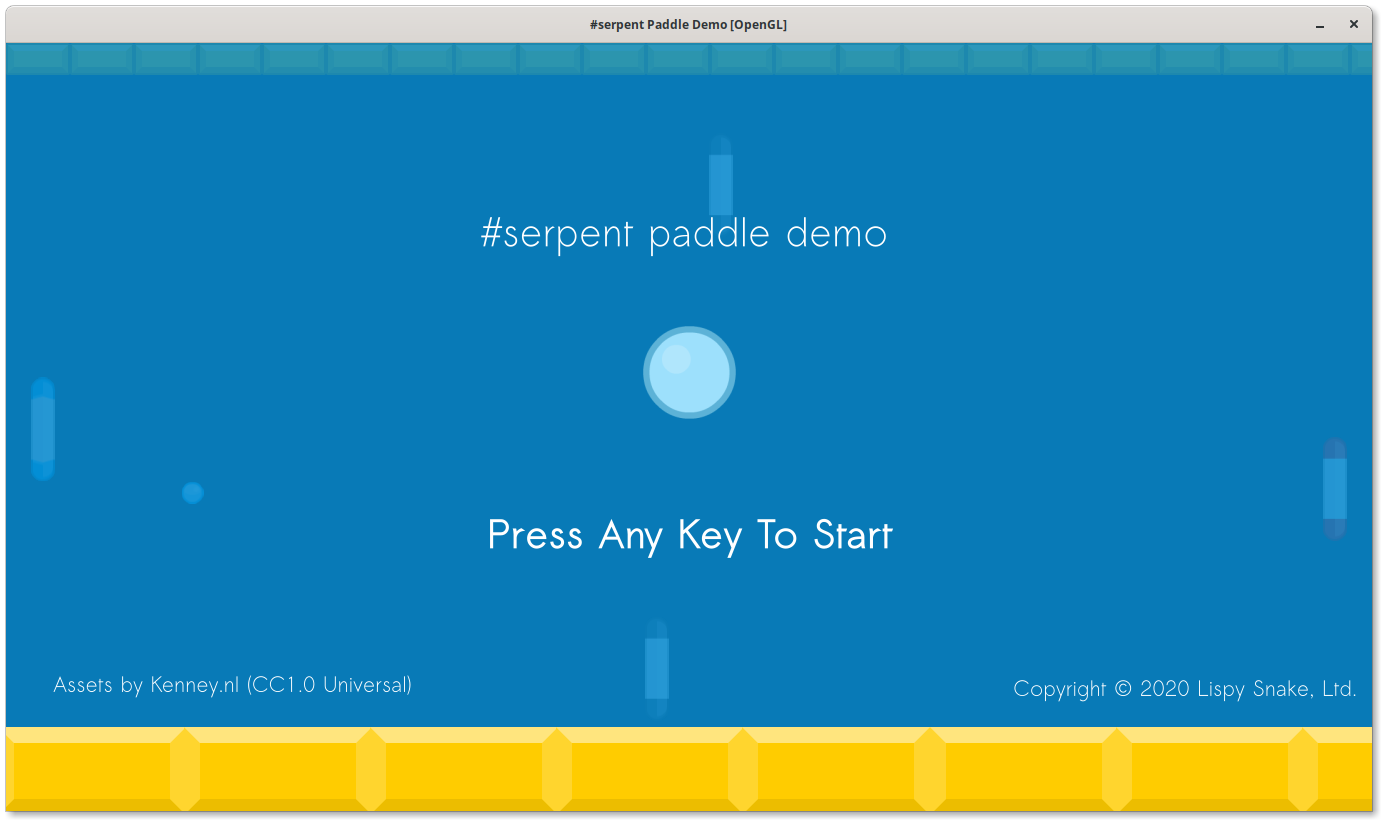 #serpent Paddle Demo [OpenGL]
#serpent paddle demo
Press Any Key To Start
Assets by Kenney.nl (CC1.0 Universal)
Copyright © 2020 Lispy Snake, Ltd.